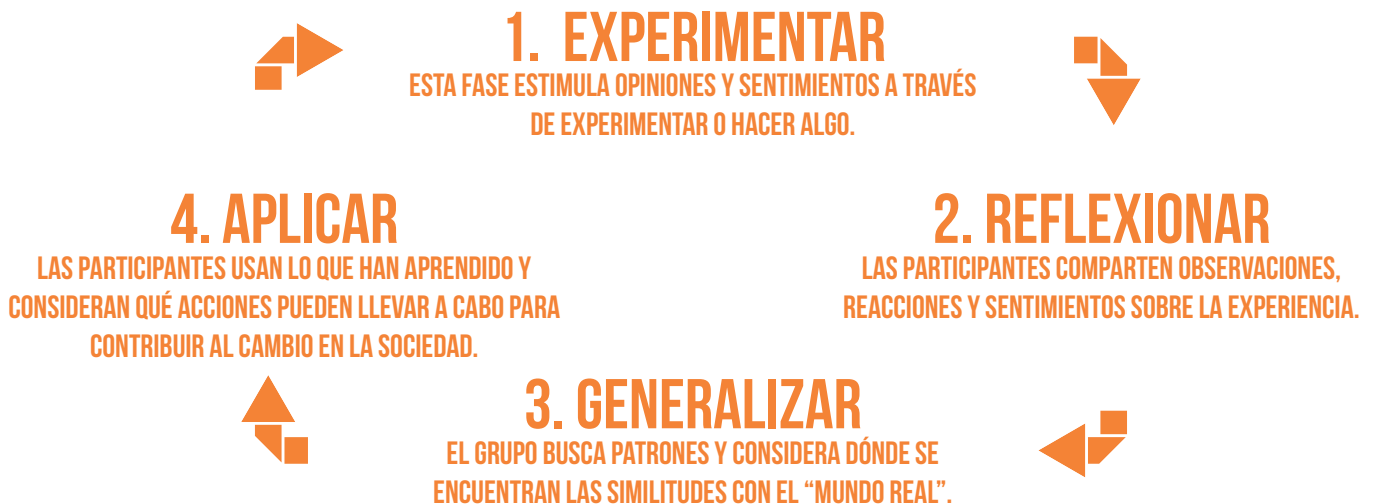 1. EXPERIMENTAR
ESTA FASE ESTIMULA OPINIONES Y SENTIMIENTOS A TRAVÉS
DE EXPERIMENTAR O HACER ALGO.
2. REFLEXIONAR
LAS PARTICIPANTES COMPARTEN OBSERVACIONES,
REACCIONES Y SENTIMIENTOS SOBRE LA EXPERIENCIA.
3. GENERALIZAR
EL GRUPO BUSCA PATRONES Y CONSIDERA DÓNDE SE
ENCUENTRAN LAS SIMILITUDES CON EL “MUNDO REAL”.
4. APLICAR
LAS PARTICIPANTES USAN LO QUE HAN APRENDIDO Y
CONSIDERAN QUÉ ACCIONES PUEDEN LLEVAR A CABO PARA
CONTRIBUIR AL CAMBIO EN LA SOCIEDAD.